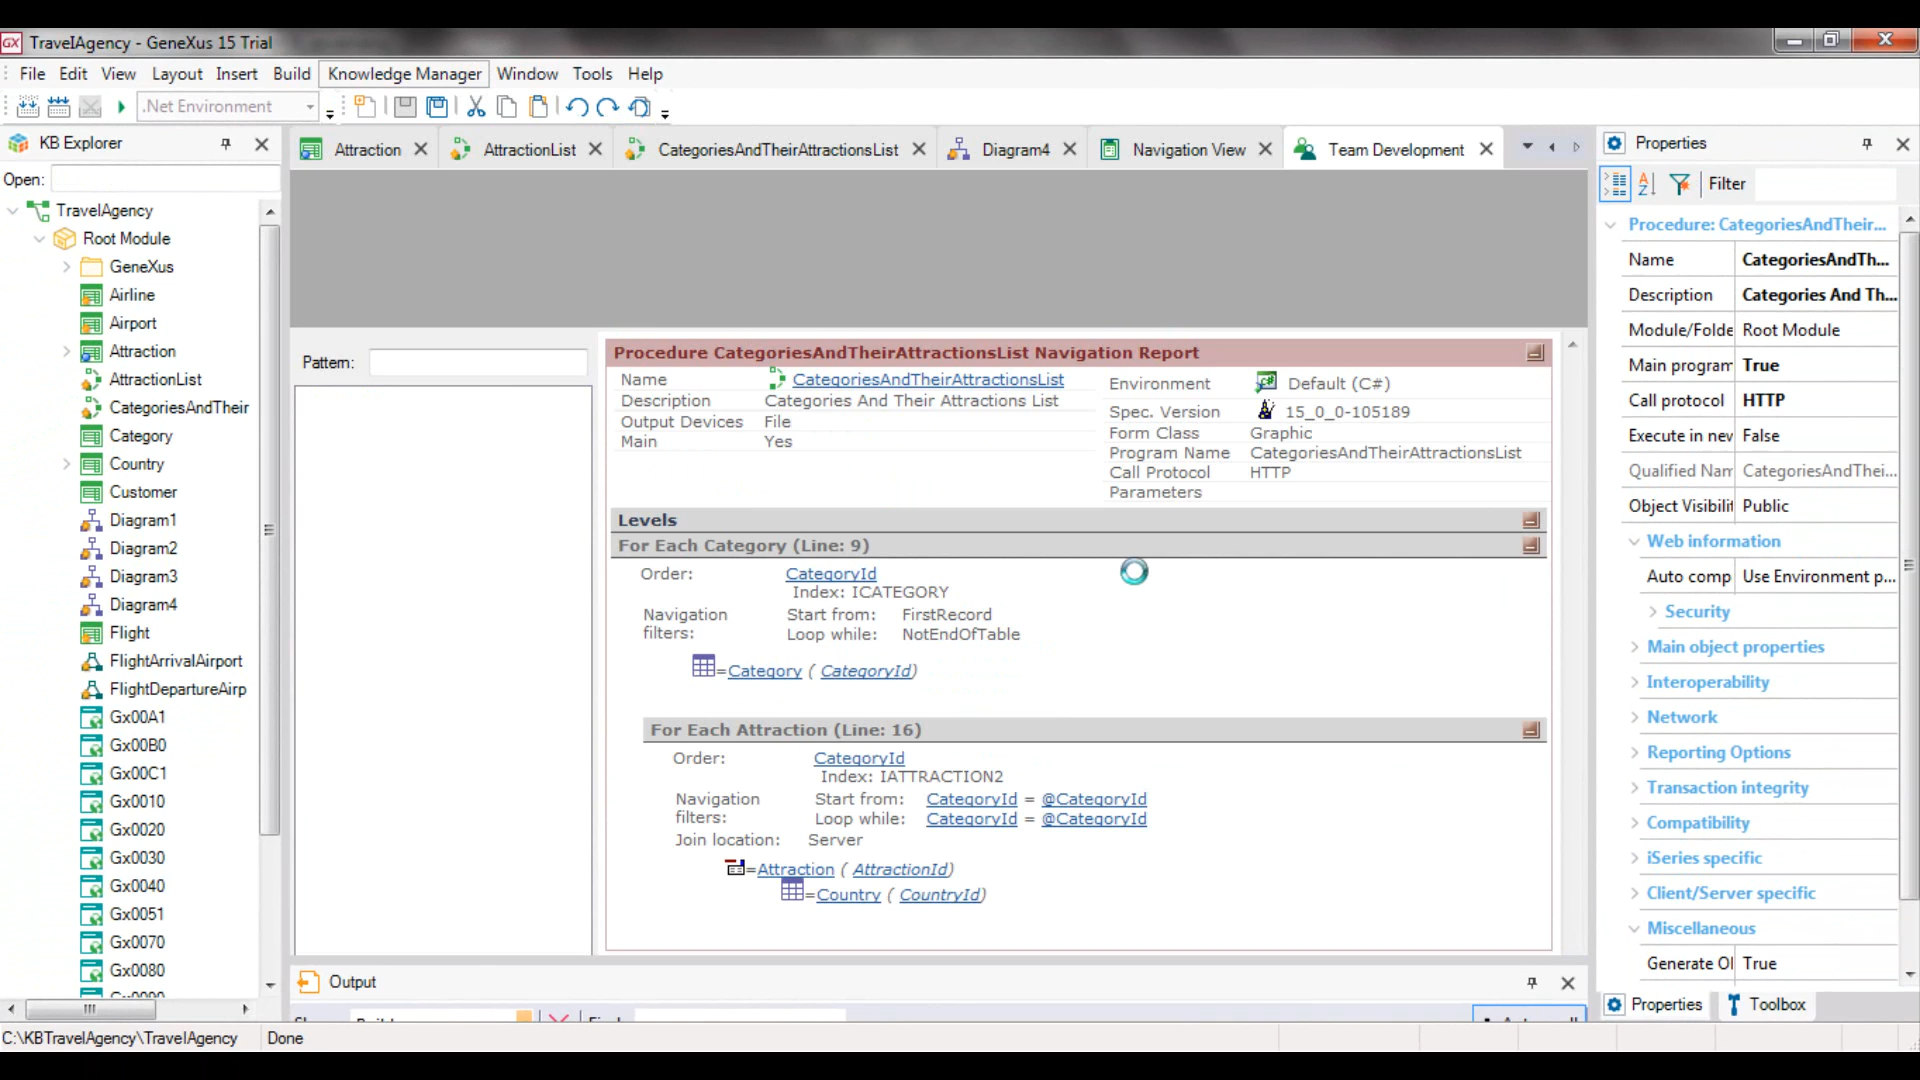 TravelAgency - GeneXus 15 Trial
File Edit View Layout Insert Build Knowledge Manager Window Tools Help
.Net Environment
KB Explorer
Open:
TravelAgency
Root Module
GeneXus
Airline
Airport
Attraction
AttractionList
CategoriesAndTheir
Category
Country
Customer
Diagram1
Diagram2
Diagram3
Diagram4
Flight
FlightArrivalAirport
FlightDepartureAirp
Gx00A1
Gx00B0
Gx00C1
Gx0010
Gx0020
Gx0030
Gx0040
Gx0051
Gx0070
Gx0080
Attraction AttractionList CategoriesAndTheirAttractionsList Diagram4 Navigation View Team Development
Pattern:
Procedure CategoriesAndTheirAttractionsList Navigation Report
Name CategoriesAndTheirAttractionsList
Description Categories And Their Attractions List
Output Devices File
Main Yes
Environment Default (C#)
Spec. Version 15_0_0-105189
Form Class Graphic
Program Name CategoriesAndTheirAttractionsList
Call Protocol HTTP
Parameters
Levels
For Each Category (Line: 9)
Order: CategoryId
Index: ICATEGORY
Navigation filters: Start from: FirstRecord
Loop while: NotEndOfTable
=Category ( CategoryId)
For Each Attraction (Line: 16)
Order: CategoryId
Index: IATTRACTION2
Navigation filters: Start from: CategoryId = @CategoryId
Loop while: CategoryId = @CategoryId
Join location: Server
=Attraction ( AttractionId)
=Country ( CountryId)
Output
Properties
Filter
Procedure: CategoriesAndTheir...
Name CategoriesAndTh...
Description Categories And Th...
Module/Folde Root Module
Main program True
Call protocol HTTP
Execute in nev False
Qualified Nam CategoriesAndThei...
Object Visibilit Public
Web information
Auto comp Use Environment p...
Security
Main object properties
Interoperability
Network
Reporting Options
Transaction integrity
Compatibility
iSeries specific
Client/Server specific
Miscellaneous
Generate Ol True
Properties Toolbox
C:\KBTravelAgency\TravelAgency Done